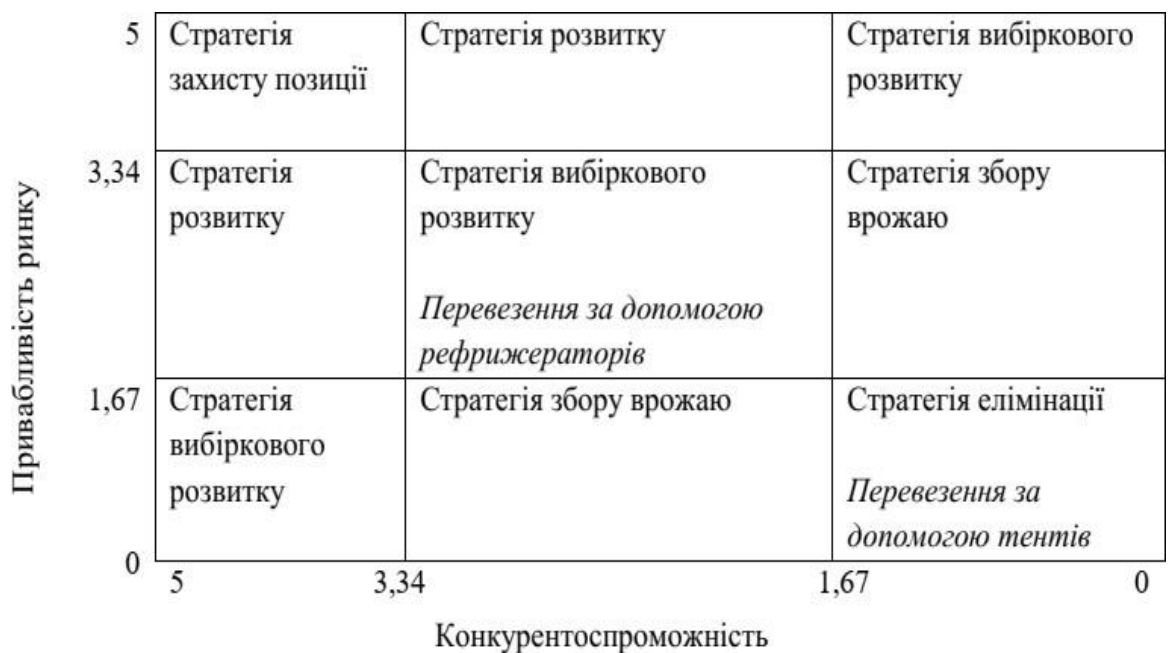 Привабливість ринку
5
Стратегія
захисту позиції
Стратегія розвитку
Стратегія вибіркового
розвитку
3,34
Стратегія
розвитку
Стратегія вибіркового
розвитку
Перевезення за допомогою
рефрижераторів
Стратегія збору
врожаю
1,67
Стратегія
вибіркового
розвитку
Стратегія збору врожаю
Стратегія елімінації
Перевезення за
допомогою тентів
0
5
3,34
1,67
0
Конкурентоспроможність